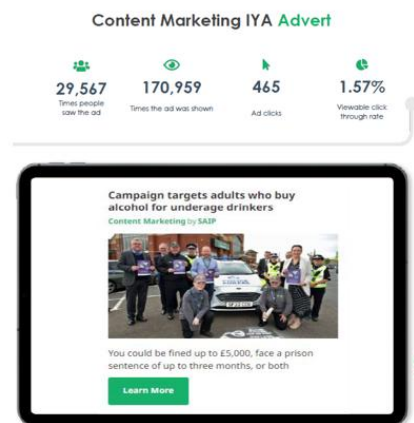 Content Marketing IYA Advert
29,567 170,959 465 1.57%
Times people Times the ad was shown Ad clicks Viewable click
saw the ad through rate
Campaign targets adults who buy
alcohol for underage drinkers
Content Marketing by SAIP
You could be fined up to £5,000, face a prison
sentence of up to three months, or both
Learn More